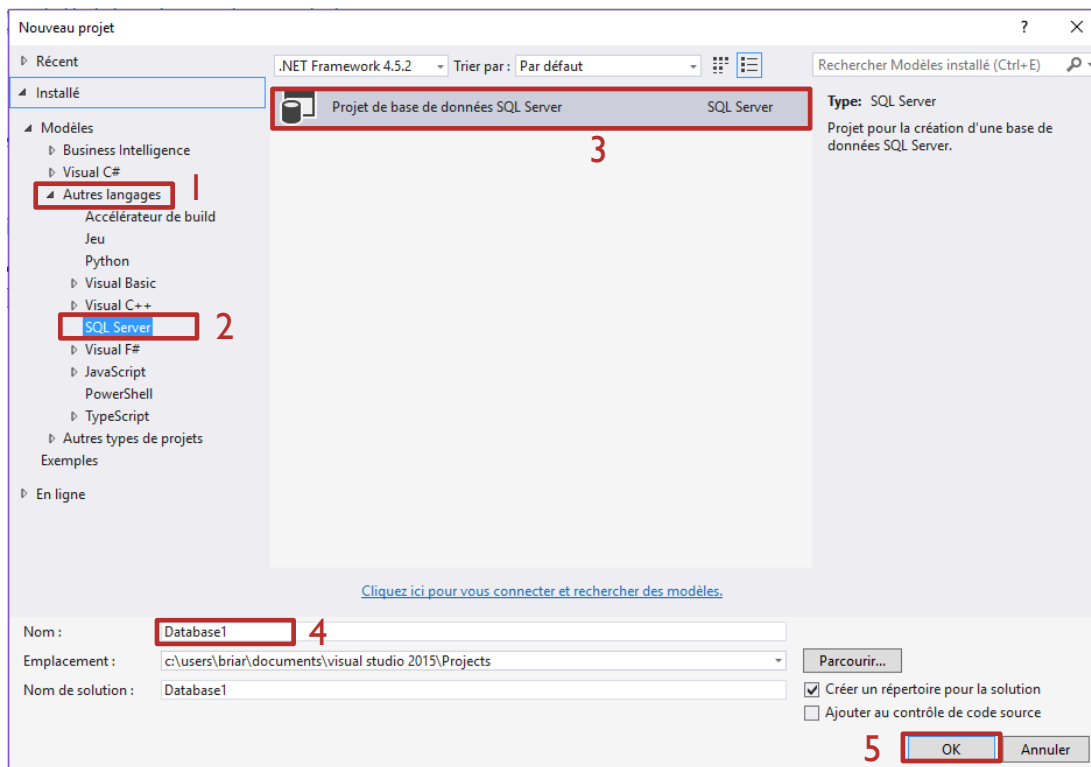 Nouveau projet
?
Récent
.NET Framework 4.5.2
Trier par :
Par défaut
Rechercher Modèles installé (Ctrl+E)
Installé
Projet de base de données SQL Server
SQL Server
Type: SQL Server
Projet pour la création d'une base de
données SQL Server.
3
Modèles
Business Intelligence
Visual C#
1
Autres langages
Accélérateur de build
Jeu
Python
Visual Basic
Visual C++
SQL Server
2
Visual F#
JavaScript
PowerShell
TypeScript
Autres types de projets
Exemples
En ligne
Cliquez ici pour vous connecter et rechercher des modèles.
Nom :
Database1
4
Emplacement :
c:\users\briar\documents\visual studio 2015\Projects
Parcourir...
Nom de solution :
Database1
Créer un répertoire pour la solution
Ajouter au contrôle de code source
5
OK
Annuler